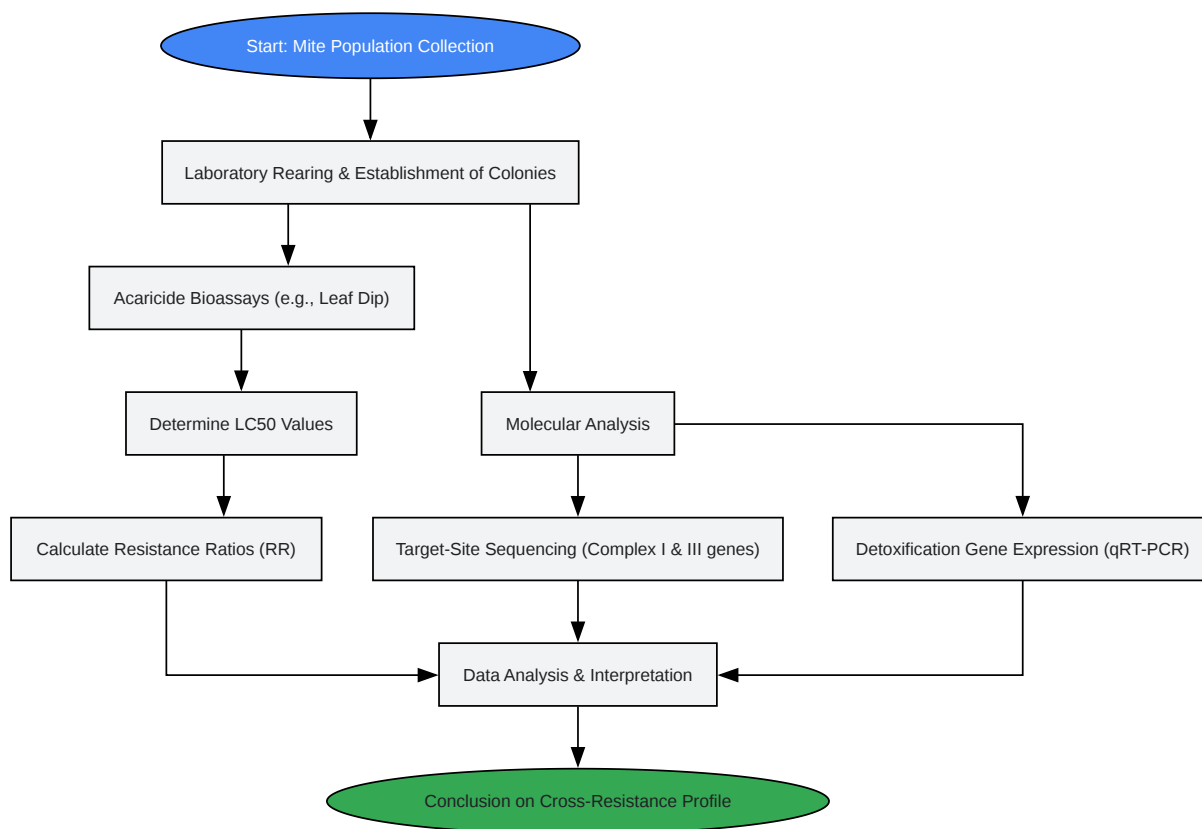 Start: Mite Population Collection
Laboratory Rearing & Establishment of Colonies
Acaricide Bioassays (e.g., Leaf Dip)
Determine LC50 Values
Molecular Analysis
Calculate Resistance Ratios (RR)
Target-Site Sequencing (Complex I & III genes)
Detoxification Gene Expression (qRT-PCR)
Data Analysis & Interpretation
Conclusion on Cross-Resistance Profile